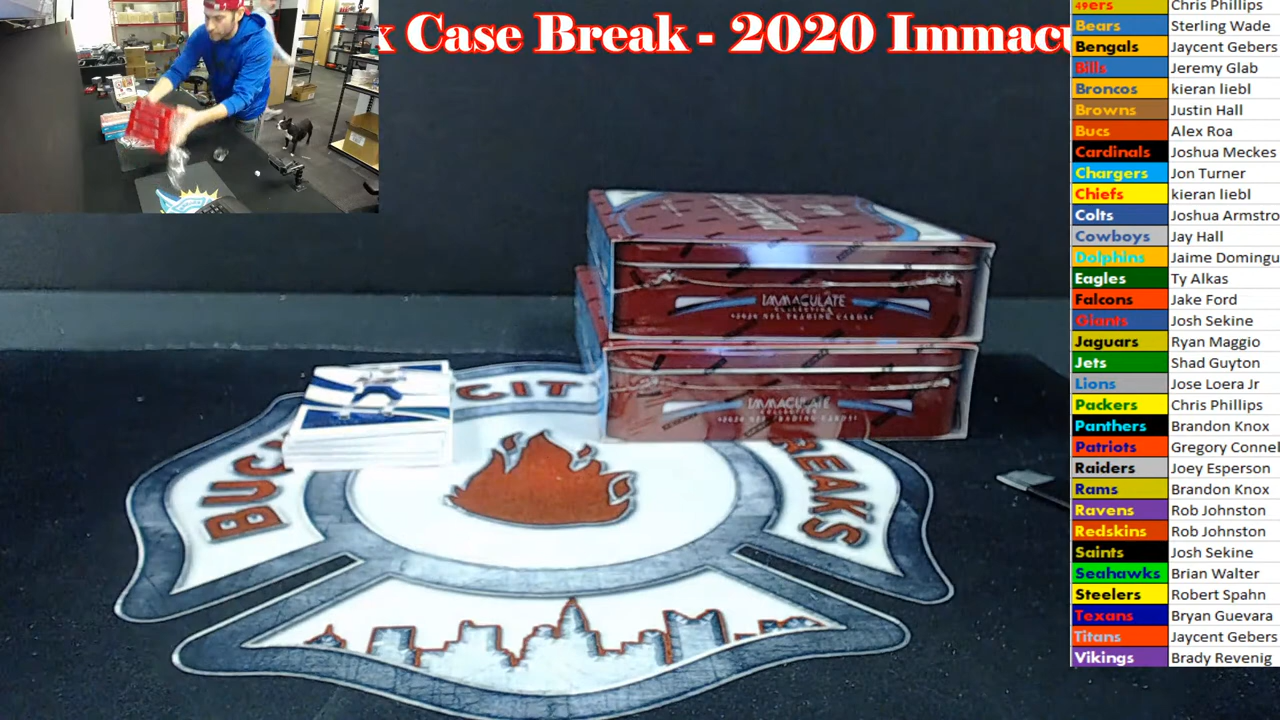 x Case Break - 2020 Immacu
49ers Chris Phillips
Bears Sterling Wade
Bengals Jaycent Gebers
Bills Jeremy Glab
Broncos kieran liebl
Browns Justin Hall
Bucs Alex Roa
Cardinals Joshua Meckes
Chargers Jon Turner
Chiefs kieran liebl
Colts Joshua Armstro
Cowboys Jay Hall
Dolphins Jaime Domingu
Eagles Ty Alkas
Falcons Jake Ford
Giants Josh Sekine
Jaguars Ryan Maggio
Jets Shad Guyton
Lions Jose Loera Jr
Packers Chris Phillips
Panthers Brandon Knox
Patriots Gregory Connel
Raiders Joey Esperson
Rams Brandon Knox
Ravens Rob Johnston
Redskins Rob Johnston
Saints Josh Sekine
Seahawks Brian Walter
Steelers Robert Spahn
Texans Bryan Guevara
Titans Jaycent Gebers
Vikings Brady Revenig
IMMACULATE
COLLECTION
2020 NFL TRADING CARDS
IMMACULATE
COLLECTION
2020 NFL TRADING CARDS
BUC
CIT
REAKS